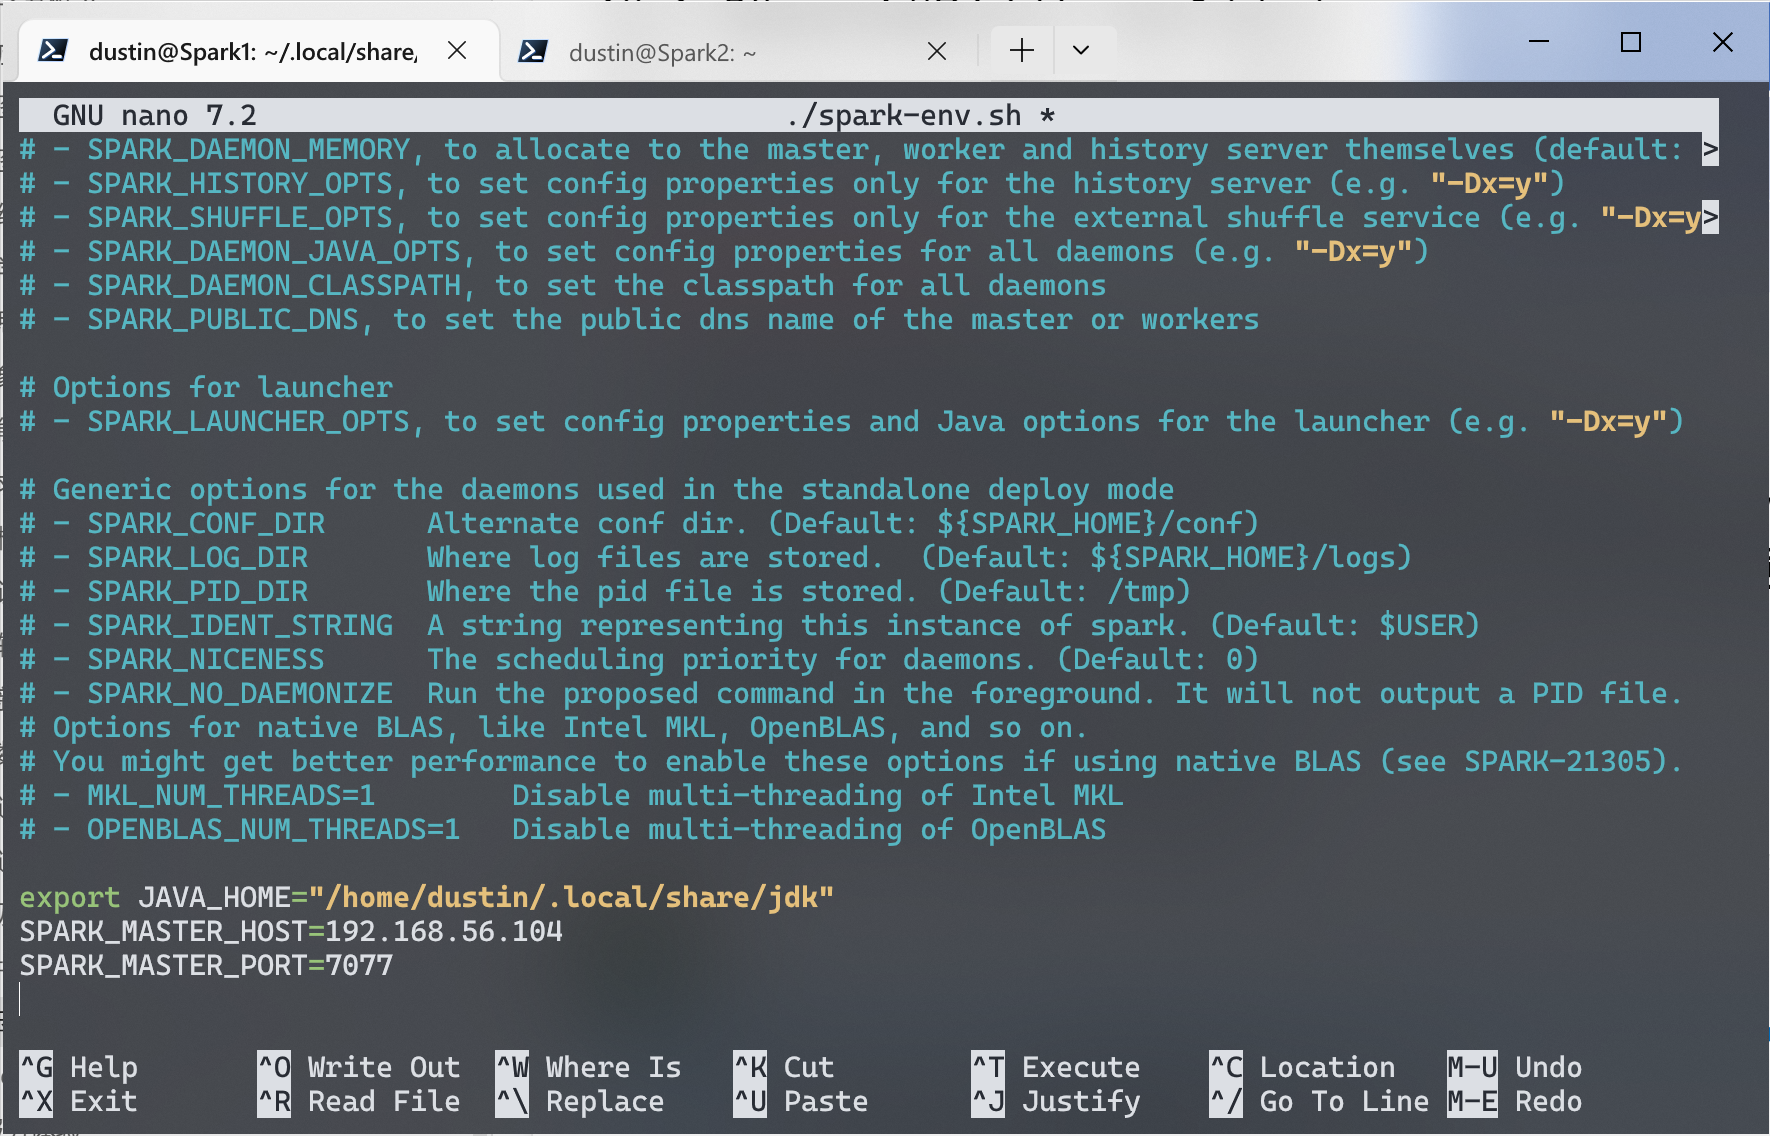 dustin@Spark1: ~/.local/share/
dustin@Spark2: ~
GNU nano 7.2 ./spark-env.sh *
# - SPARK_DAEMON_MEMORY, to allocate to the master, worker and history server themselves (default: >
# - SPARK_HISTORY_OPTS, to set config properties only for the history server (e.g. "-Dx=y")
# - SPARK_SHUFFLE_OPTS, to set config properties only for the external shuffle service (e.g. "-Dx=y>
# - SPARK_DAEMON_JAVA_OPTS, to set config properties for all daemons (e.g. "-Dx=y")
# - SPARK_DAEMON_CLASSPATH, to set the classpath for all daemons
# - SPARK_PUBLIC_DNS, to set the public dns name of the master or workers
# Options for launcher
# - SPARK_LAUNCHER_OPTS, to set config properties and Java options for the launcher (e.g. "-Dx=y")
# Generic options for the daemons used in the standalone deploy mode
# - SPARK_CONF_DIR      Alternate conf dir. (Default: ${SPARK_HOME}/conf)
# - SPARK_LOG_DIR       Where log files are stored.  (Default: ${SPARK_HOME}/logs)
# - SPARK_PID_DIR       Where the pid file is stored. (Default: /tmp)
# - SPARK_IDENT_STRING  A string representing this instance of spark. (Default: $USER)
# - SPARK_NICENESS      The scheduling priority for daemons. (Default: 0)
# - SPARK_NO_DAEMONIZE  Run the proposed command in the foreground. It will not output a PID file.
# Options for native BLAS, like Intel MKL, OpenBLAS, and so on.
# You might get better performance to enable these options if using native BLAS (see SPARK-21305).
# - MKL_NUM_THREADS=1        Disable multi-threading of Intel MKL
# - OPENBLAS_NUM_THREADS=1   Disable multi-threading of OpenBLAS
export JAVA_HOME="/home/dustin/.local/share/jdk"
SPARK_MASTER_HOST=192.168.56.104
SPARK_MASTER_PORT=7077
^G Help ^O Write Out ^W Where Is ^K Cut ^T Execute ^C Location M-U Undo
^X Exit ^R Read File ^\ Replace ^U Paste ^J Justify ^/ Go To Line M-E Redo